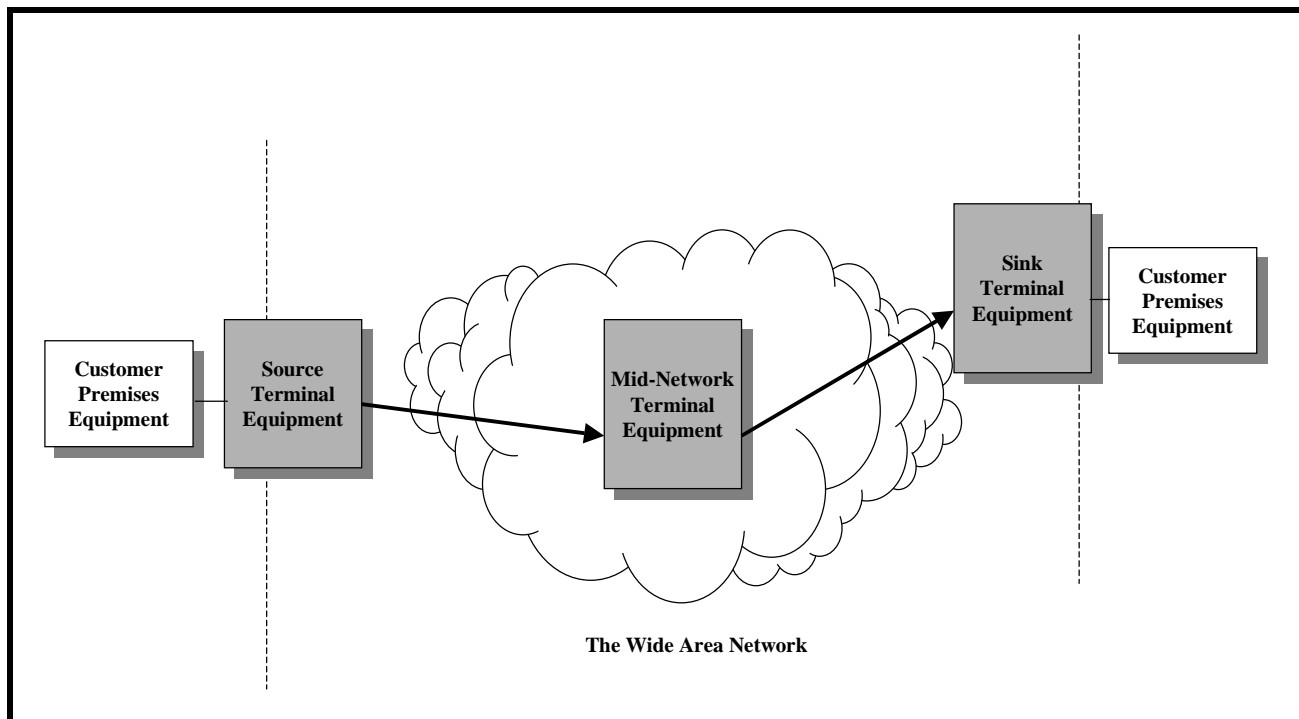 Customer
Premises
Equipment
Source
Terminal
Equipment
Mid-Network
Terminal
Equipment
Sink
Terminal
Equipment
Customer
Premises
Equipment
The Wide Area Network